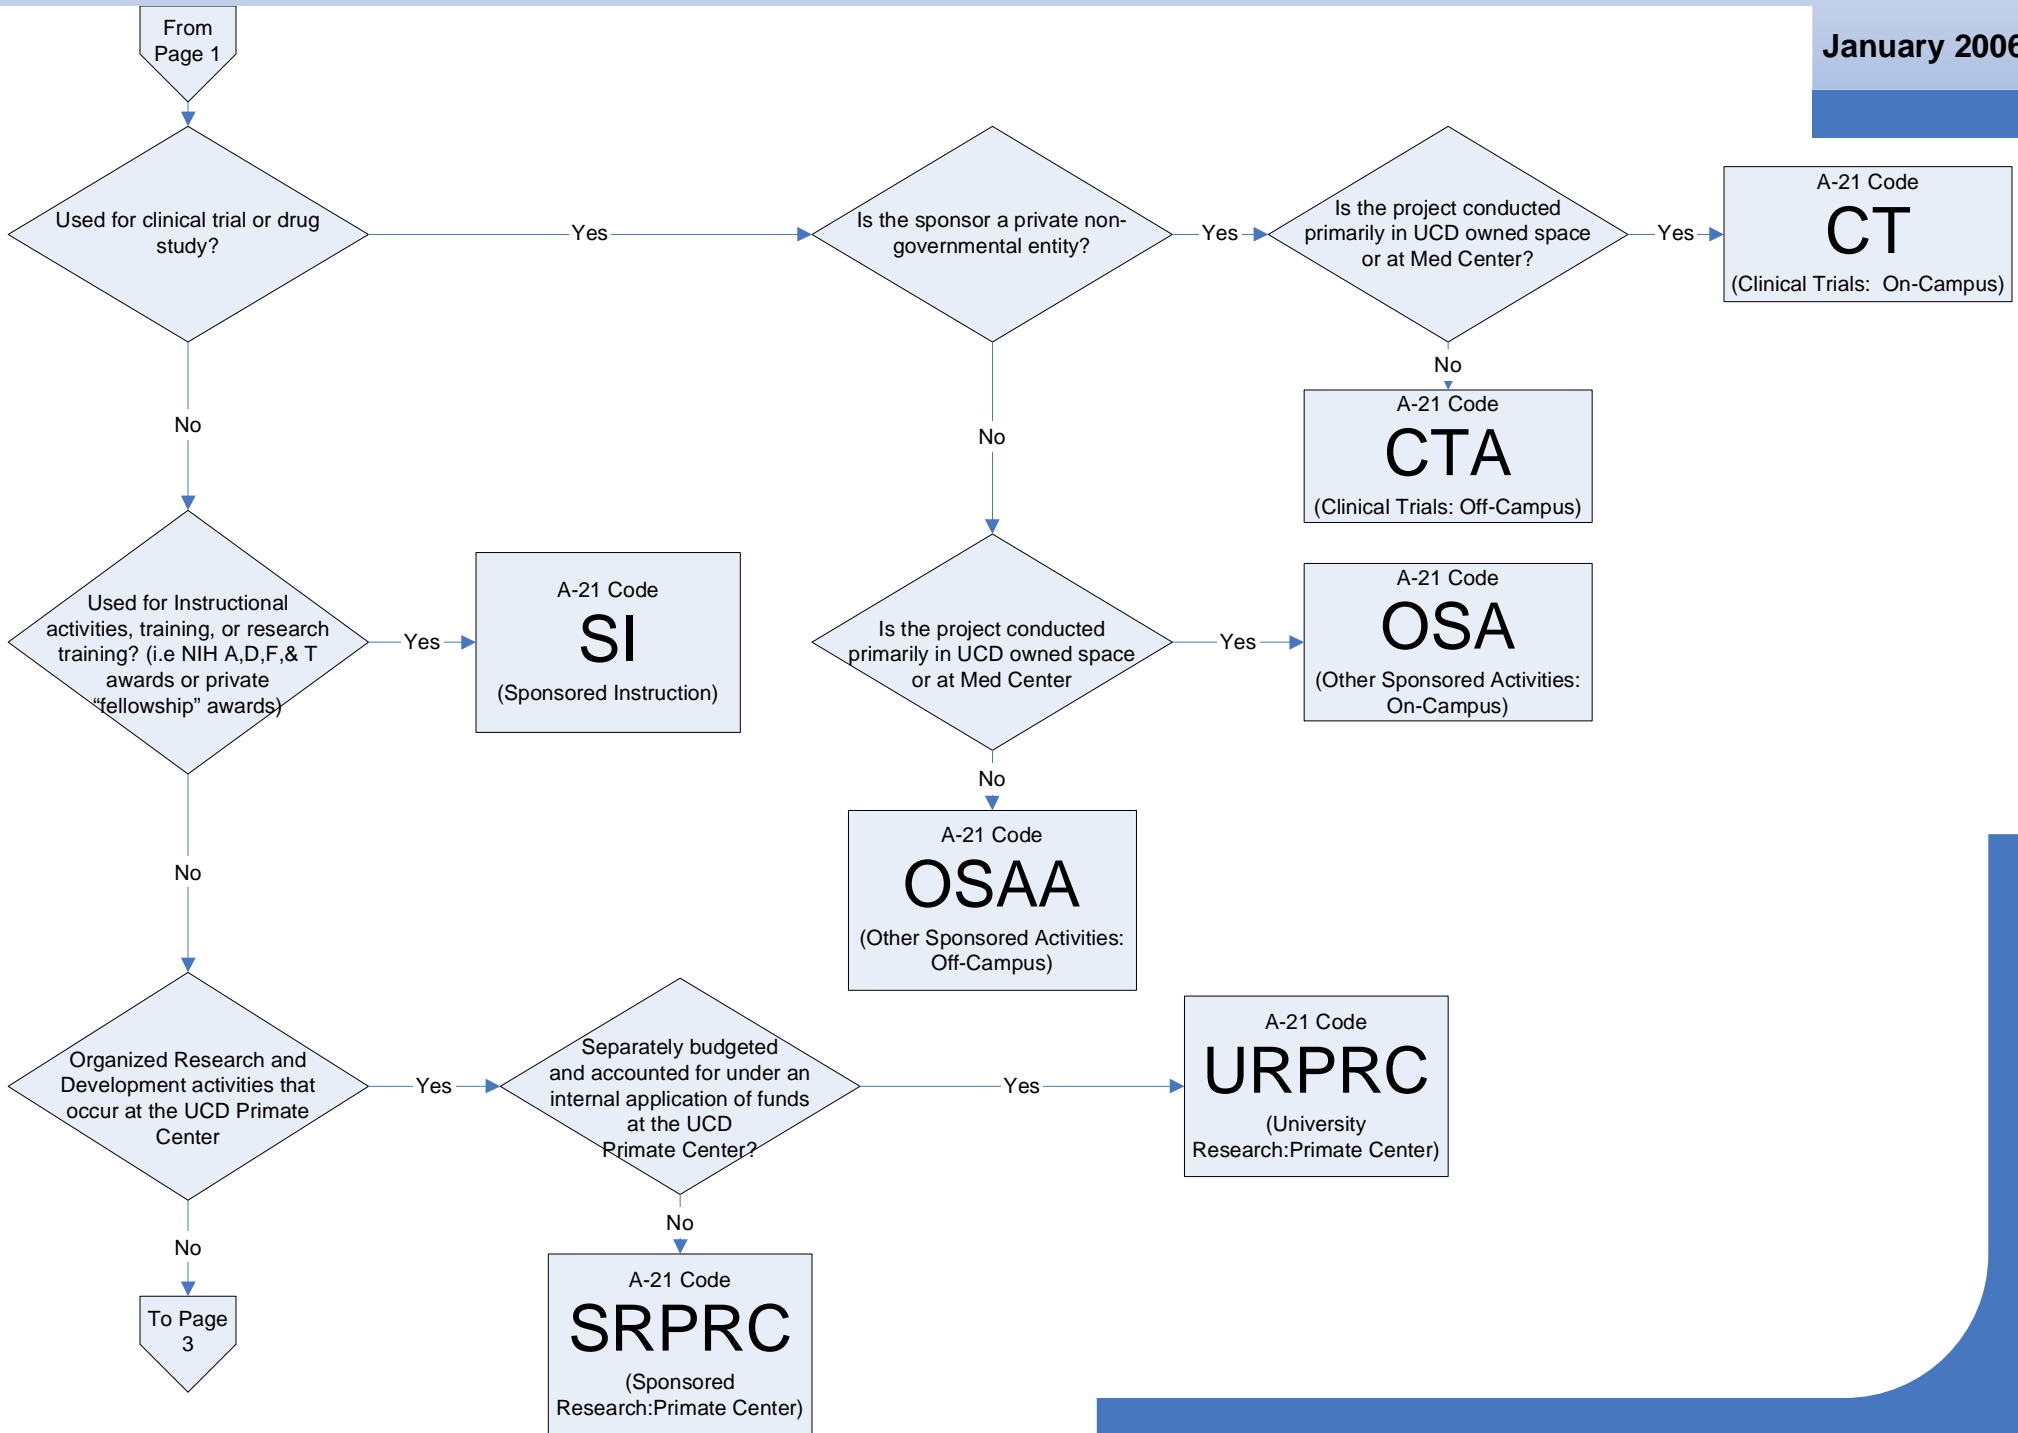 From
Page 1
January 2006
Used for clinical trial or drug
study?
Yes
Is the sponsor a private non-
governmental entity?
Yes
Is the project conducted
primarily in UCD owned space
or at Med Center?
Yes
A-21 Code
CT
(Clinical Trials:  On-Campus)
No
A-21 Code
CTA
(Clinical Trials: Off-Campus)
No
No
Used for Instructional
activities, training, or research
training? (i.e NIH A,D,F,& T
awards or private
“fellowship” awards)
Yes
A-21 Code
SI
(Sponsored Instruction)
Is the project conducted
primarily in UCD owned space
or at Med Center
Yes
A-21 Code
OSA
(Other Sponsored Activities:
On-Campus)
No
A-21 Code
OSAA
(Other Sponsored Activities:
Off-Campus)
No
Organized Research and
Development activities that
occur at the UCD Primate
Center
Yes
Separately budgeted
and accounted for under an
internal application of funds
at the UCD
Primate Center?
Yes
A-21 Code
URPRC
(University
Research:Primate Center)
No
A-21 Code
SRPRC
(Sponsored
Research:Primate Center)
No
To Page
3